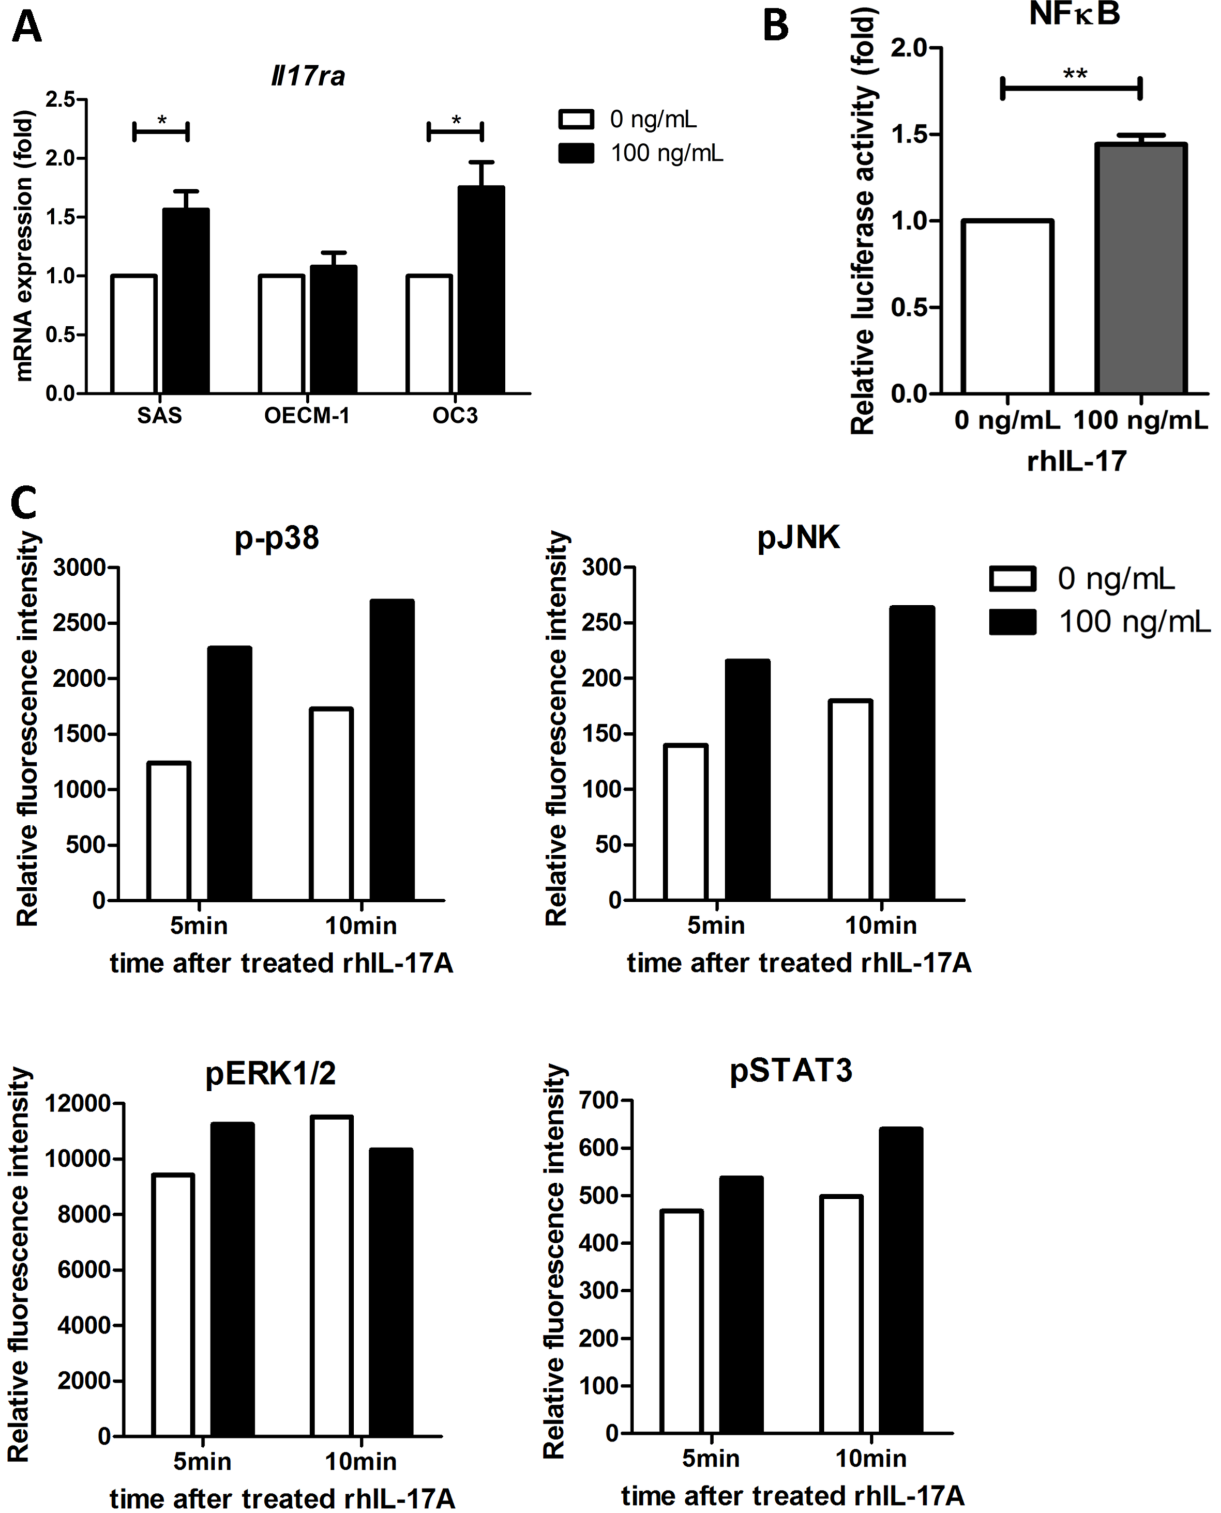 A
Il17ra
mRNA expression (fold)
2.5
2.0
1.5
1.0
0.5
0.0
*
*
SAS
OECM-1
OC3
0 ng/mL
100 ng/mL
B
NFκB
Relative luciferase activity (fold)
2.0
1.5
1.0
0.5
0.0
**
0 ng/mL
100 ng/mL
rhIL-17
C
p-p38
Relative fluorescence intensity
3000
2500
2000
1500
1000
500
0
5min
10min
time after treated rhIL-17A
pJNK
Relative fluorescence intensity
300
250
200
150
100
50
0
5min
10min
time after treated rhIL-17A
0 ng/mL
100 ng/mL
pERK1/2
Relative fluorescence intensity
12000
10000
8000
6000
4000
2000
0
5min
10min
time after treated rhIL-17A
pSTAT3
Relative fluorescence intensity
700
600
500
400
300
200
100
0
5min
10min
time after treated rhIL-17A